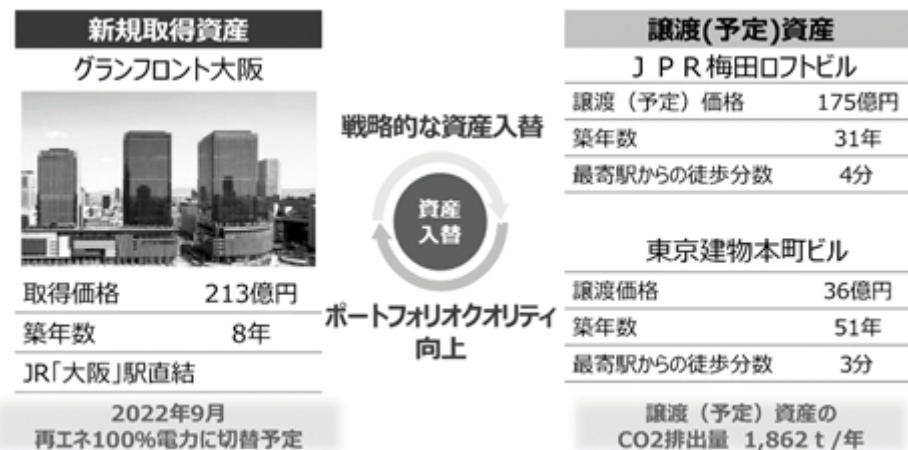 新規取得資産
グランフロント大阪
取得価格 213億円
築年数 8年
JR「大阪」駅直結
2022年9月
再エネ100%電力に切替予定
戦略的な資産入替
資産
入替
ポートフォリオクオリティ
向上
譲渡(予定)資産
JPR梅田ロフトビル
譲渡（予定）価格 175億円
築年数 31年
最寄駅からの徒歩分数 4分
東京建物本町ビル
譲渡価格 36億円
築年数 51年
最寄駅からの徒歩分数 3分
譲渡（予定）資産の
CO2排出量 1,862ｔ/年